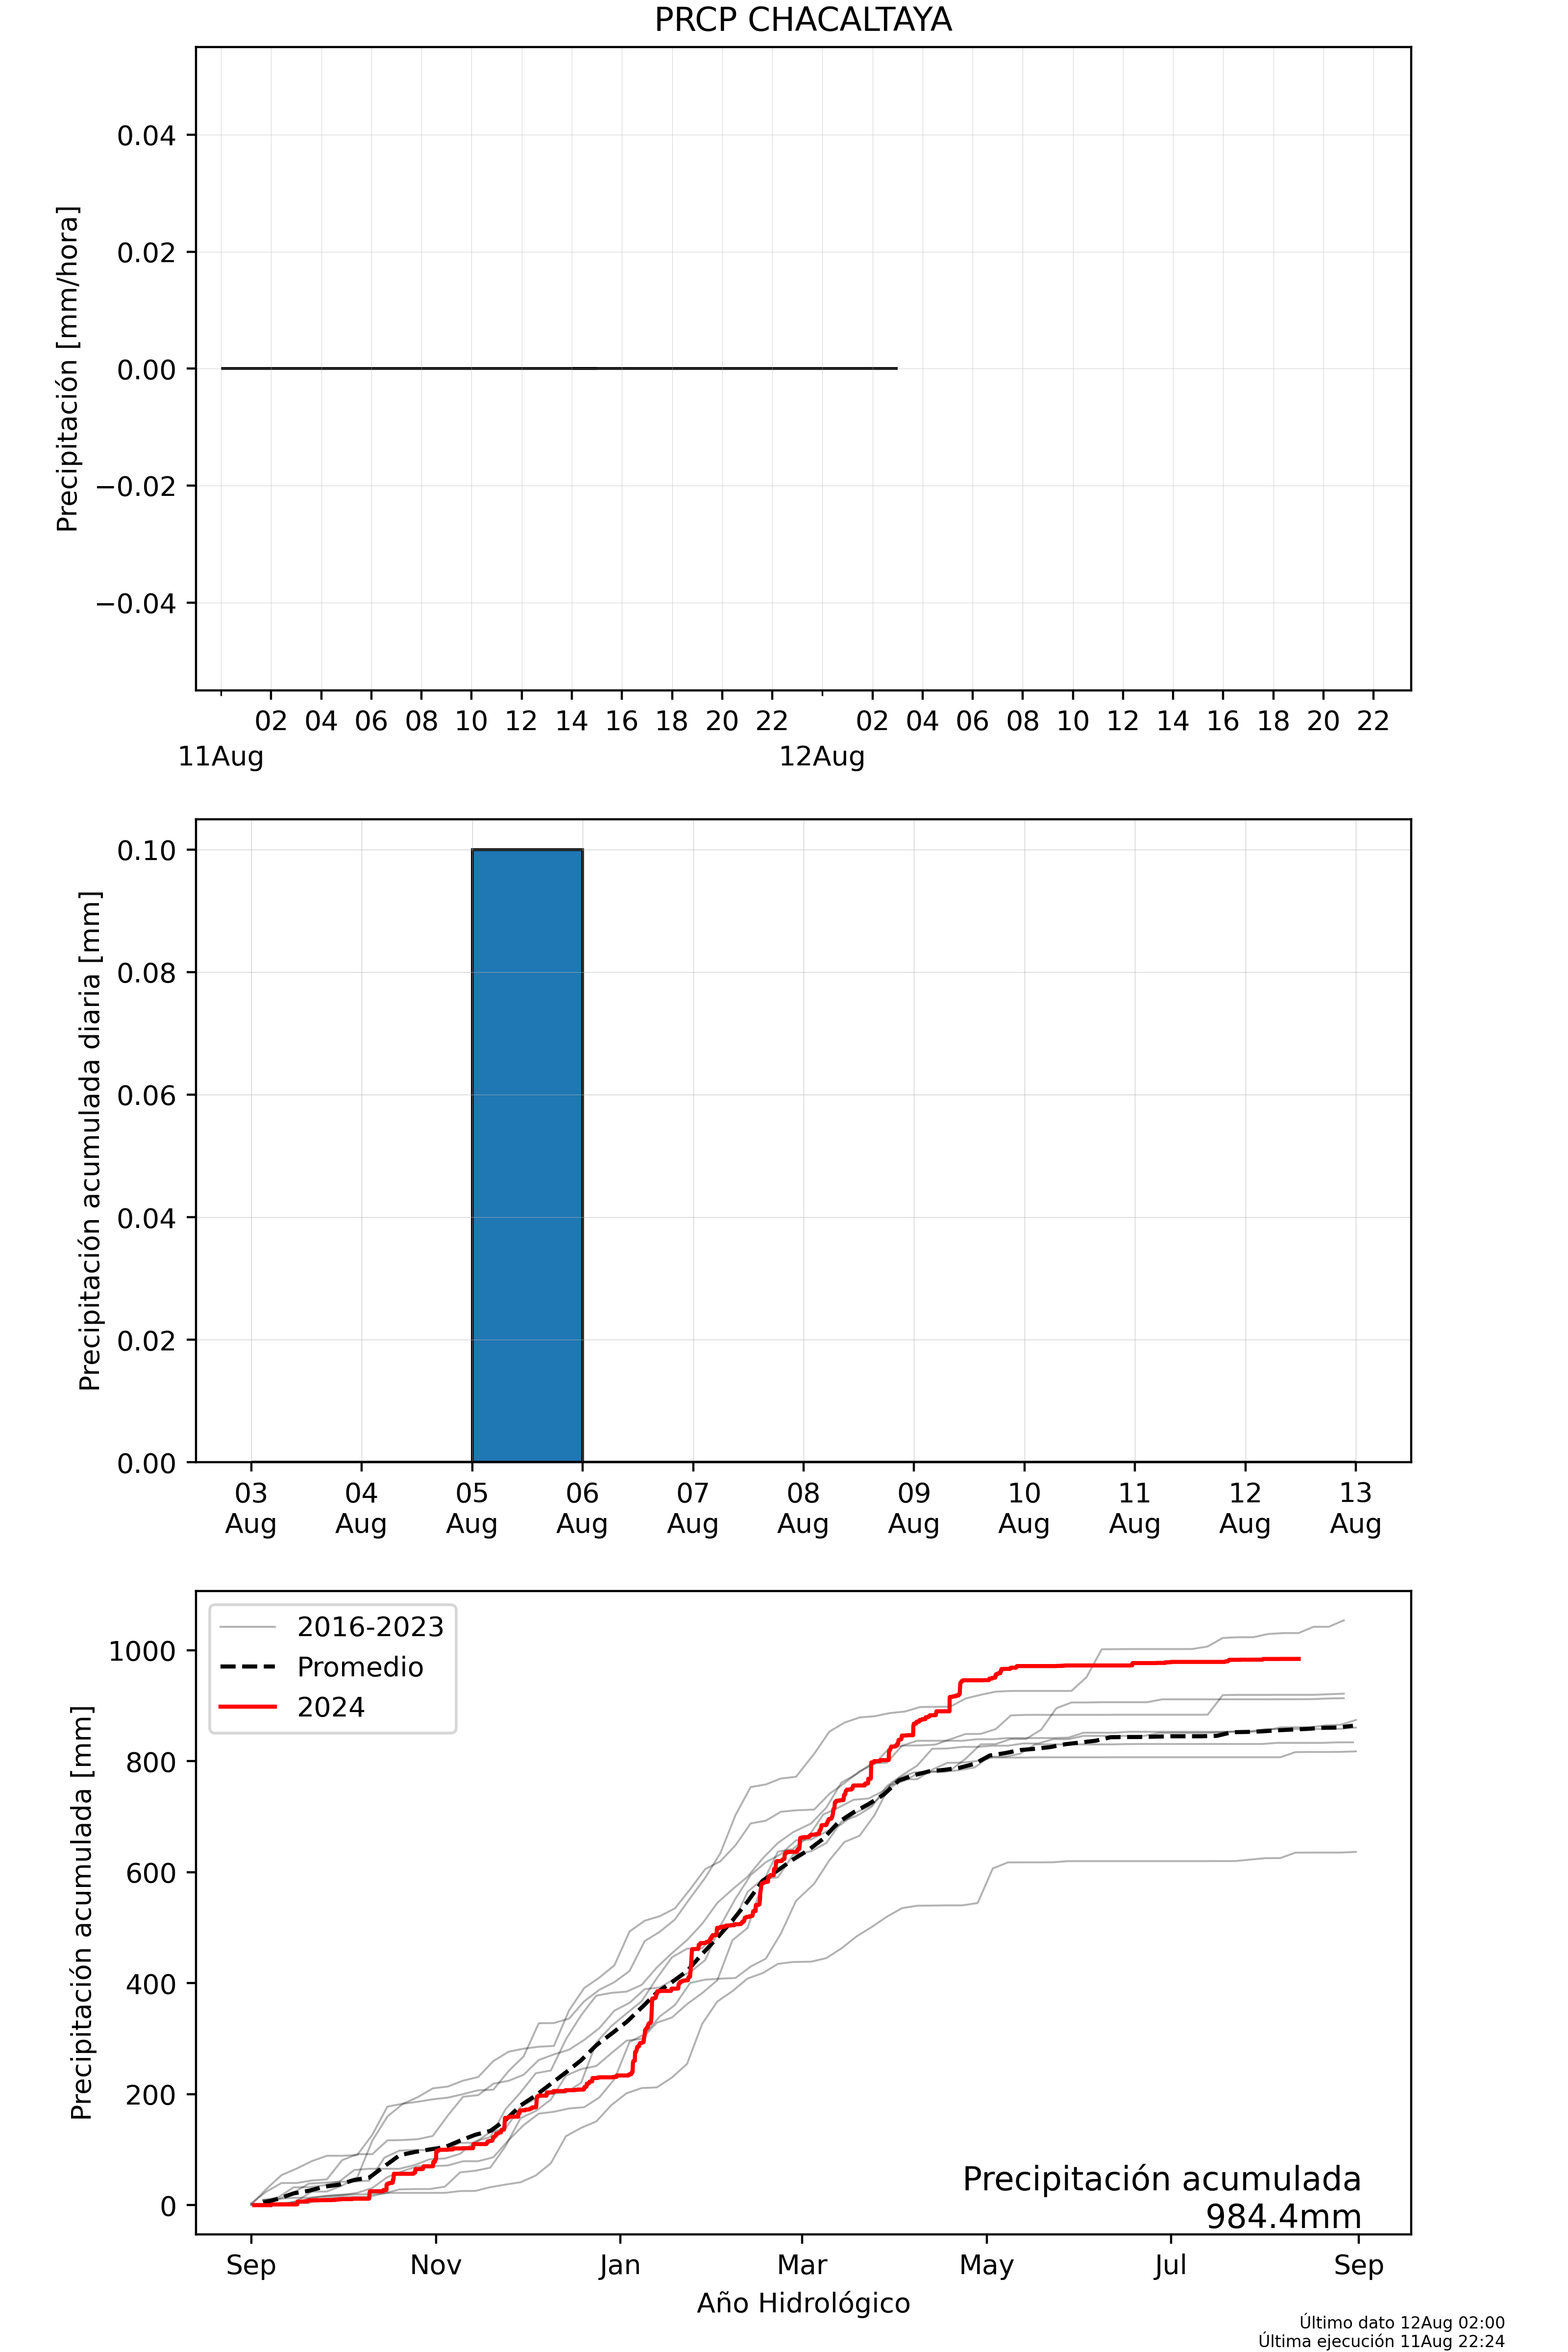 PRCP CHACALTAYA
Precipitación [mm/hora]
0.04
0.02
0.00
−0.02
−0.04
02 04 06 08 10 12 14 16 18 20 22 02 04 06 08 10 12 14 16 18 20 22
11Aug 12Aug
Precipitación acumulada diaria [mm]
0.10
0.08
0.06
0.04
0.02
0.00
03 04 05 06 07 08 09 10 11 12 13
Aug Aug Aug Aug Aug Aug Aug Aug Aug Aug Aug
Precipitación acumulada [mm]
1000
800
600
400
200
0
2016-2023
Promedio
2024
Precipitación acumulada
984.4mm
Sep Nov Jan Mar May Jul Sep
Año Hidrológico
Último dato 12Aug 02:00
Última ejecución 11Aug 22:24